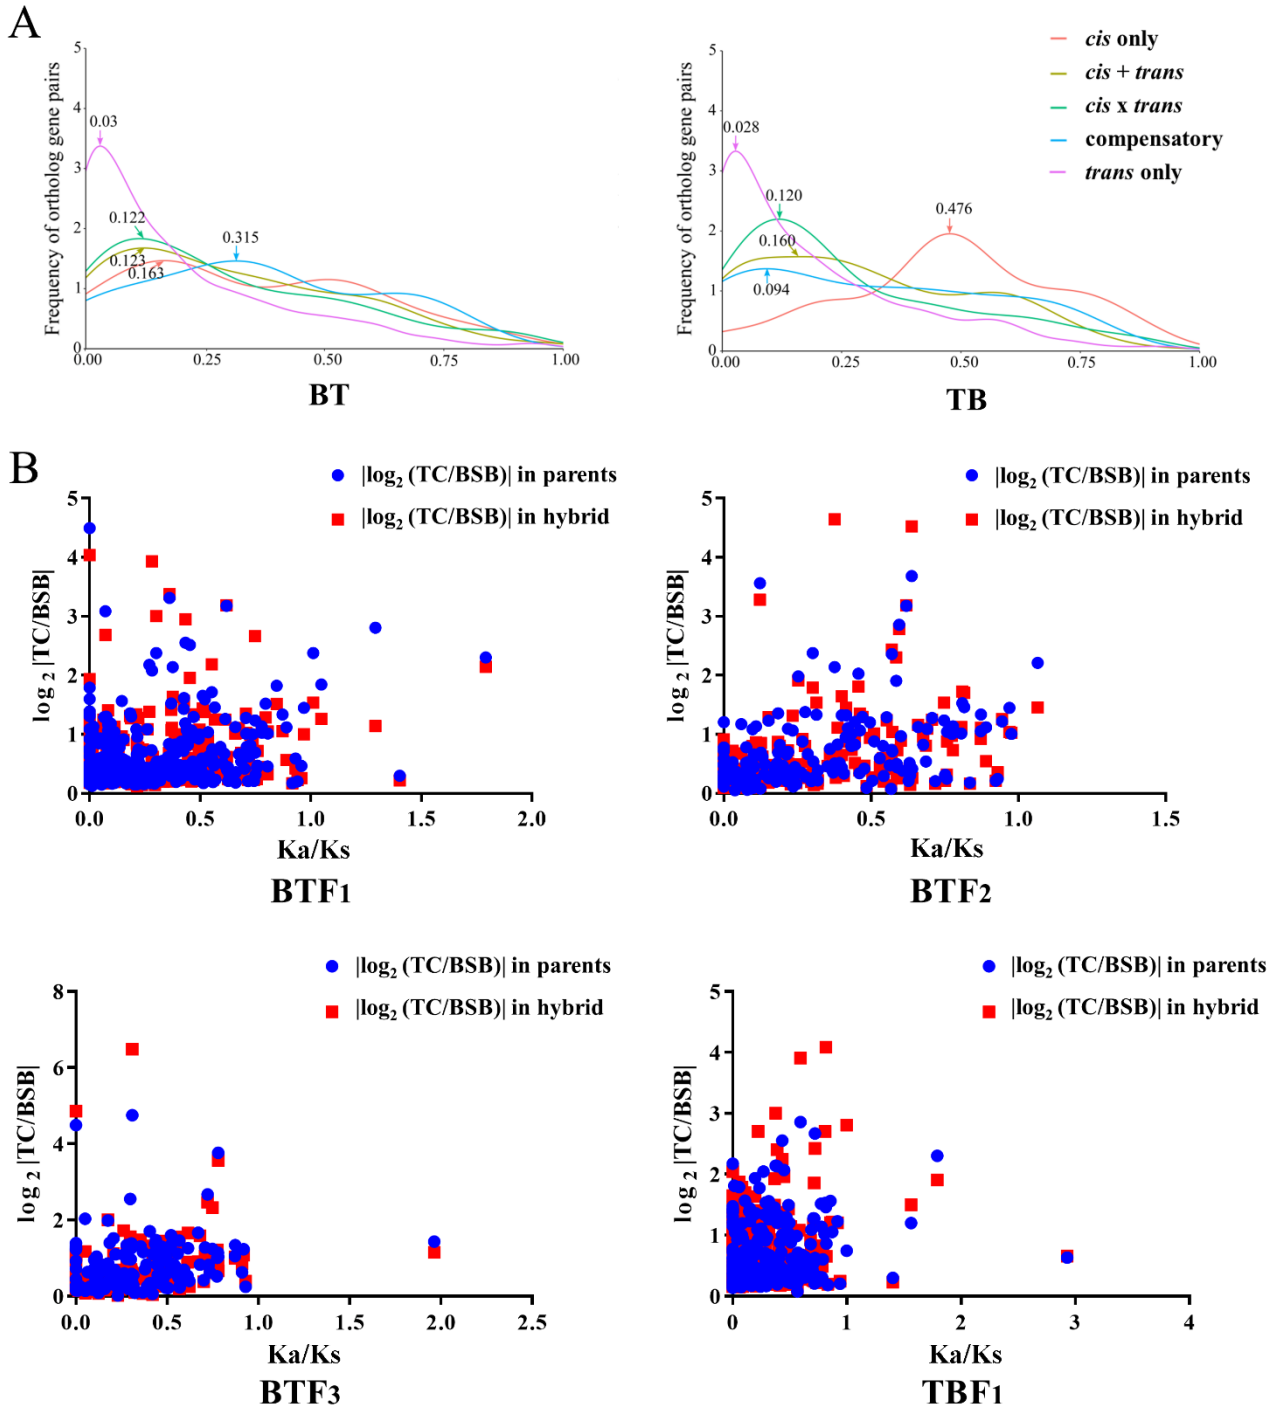 A
Frequency of ortholog gene pairs
5
4
3
2
1
0
0.03
0.122
0.123
0.163
0.315
0.00
0.25
0.50
0.75
1.00
BT
Frequency of ortholog gene pairs
5
4
3
2
1
0
0.028
0.120
0.160
0.094
0.476
0.00
0.25
0.50
0.75
1.00
TB
cis only
cis + trans
cis x trans
compensatory
trans only
B
|log2 (TC/BSB)| in parents
|log2 (TC/BSB)| in hybrid
log 2 |TC/BSB|
5
4
3
2
1
0
0.0
0.5
1.0
1.5
2.0
Ka/Ks
BTF1
|log2 (TC/BSB)| in parents
|log2 (TC/BSB)| in hybrid
log 2 |TC/BSB|
5
4
3
2
1
0
0.0
0.5
1.0
1.5
Ka/Ks
BTF2
|log2 (TC/BSB)| in parents
|log2 (TC/BSB)| in hybrid
log 2 |TC/BSB|
8
6
4
2
0
0.0
0.5
1.0
1.5
2.0
2.5
Ka/Ks
BTF3
|log2 (TC/BSB)| in parents
|log2 (TC/BSB)| in hybrid
log 2 |TC/BSB|
5
4
3
2
1
0
0
1
2
3
4
Ka/Ks
TBF1